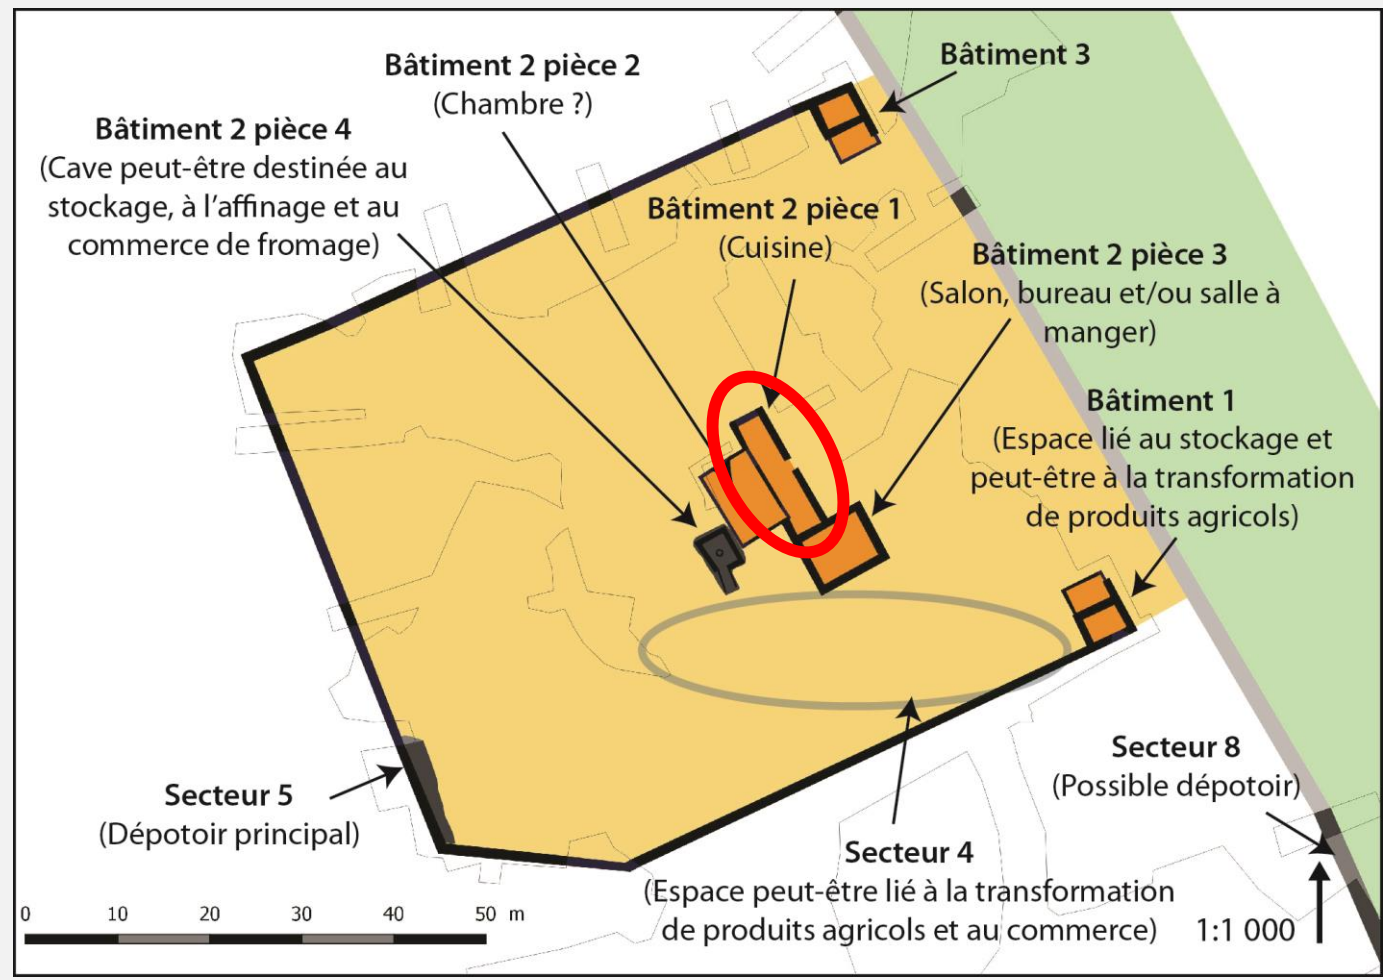 Bâtiment 3
Bâtiment 2 pièce 2
(Chambre ?)
Bâtiment 2 pièce 4
(Cave peut-être destinée au
stockage, à l’affinage et au
commerce de fromage)
Bâtiment 2 pièce 1
(Cuisine)
Bâtiment 2 pièce 3
(Salon, bureau et/ou salle à
manger)
Bâtiment 1
(Espace lié au stockage et
peut-être à la transformation
de produits agricols)
Secteur 8
(Possible dépotoir)
Secteur 5
(Dépotoir principal)
Secteur 4
(Espace peut-être lié à la transformation
de produits agricols et au commerce)
0 10 20 30 40 50 m
1:1 000